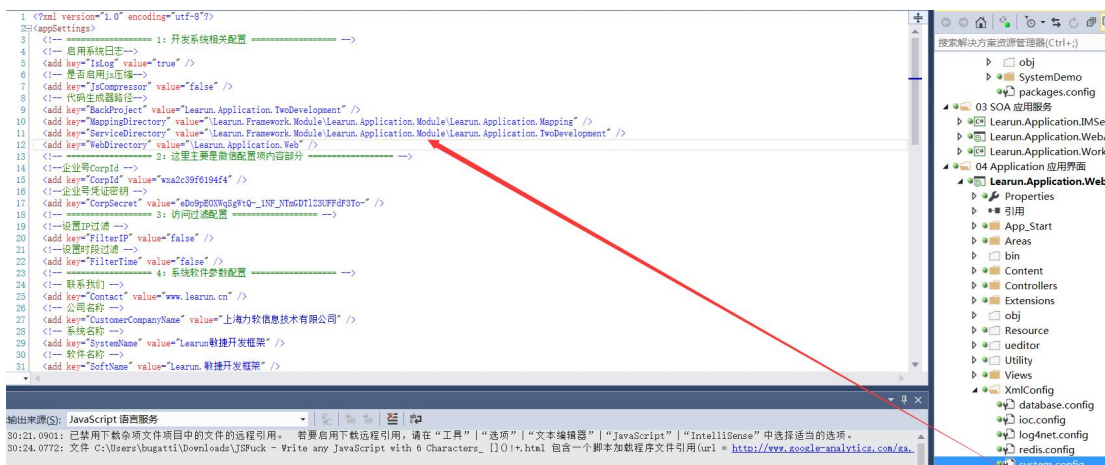 1 <?xml version="1.0" encoding="utf-8"?>
2 <appSettings>
3 <!-- ================== 1: 开发系统相关配置 ================== -->
4 <!-- 启用系统日志-->
5 <add key="IsLog" value="true" />
6 <!-- 是否启用js压缩-->
7 <add key="JsCompressor" value="false" />
8 <!-- 代码生成器路径-->
9 <add key="BackProject" value="Learun.Application.TwoDevelopment" />
10 <add key="MappingDirectory" value="\Learun.Framework.Module\Learun.Application.Module\Learun.Application.Mapping" />
11 <add key="ServiceDirectory" value="\Learun.Framework.Module\Learun.Application.Module\Learun.Application.TwoDevelopment" />
12 <add key="WebDirectory" value="\Learun.Application.Web" />
13 <!-- ================== 2: 这里主要是微信配置项内容部分 ================== -->
14 <!--企业号CorpId -->
15 <add key="CorpId" value="wxa2c39f6194f4" />
16 <!--企业号凭证密钥 -->
17 <add key="CorpSecret" value="eDo9pEOXWqSgWtQ-_1NF_NTmGDTlZ3UFFdF3To-" />
18 <!-- ================== 3: 访问过滤配置 ================== -->
19 <!--设置IP过滤 -->
20 <add key="FilterIP" value="false" />
21 <!--设置时段过滤 -->
22 <add key="FilterTime" value="false" />
23 <!-- ================== 4: 系统软件参数配置 ================== -->
24 <!-- 联系我们 -->
25 <add key="Contact" value="www.learun.cn" />
26 <!-- 公司名称 -->
27 <add key="CustomerCompanyName" value="上海力软信息技术有限公司" />
28 <!-- 系统名称 -->
29 <add key="SystemName" value="Learun敏捷开发框架" />
30 <!-- 软件名称 -->
31 <add key="SoftName" value="Learun.敏捷开发框架" />
输出来源(S): JavaScript 语言服务
30:21.0901: 已禁用下载杂项文件项目中的文件的远程引用。 若要启用下载远程引用,请在“工具”|“选项”|“文本编辑器”|“JavaScript”|“IntelliSense”中选择适当的选项。
30:24.0772: 文件 C:\Users\bugatti\Downloads\JSFuck - Write any JavaScript with 6 Characters_ []()!+.html 包含一个脚本加载程序文件引用(url = http://www.google-analytics.com/ga.
搜索解决方案资源管理器(Ctrl+;)
obj
SystemDemo
packages.config
03 SOA 应用服务
Learun.Application.IMSe
Learun.Application.WebA
Learun.Application.Work
04 Application 应用界面
Learun.Application.Web
Properties
引用
App_Start
Areas
bin
Content
Controllers
Extensions
obj
Resource
ueditor
Utility
Views
XmlConfig
database.config
ioc.config
log4net.config
redis.config
system.config